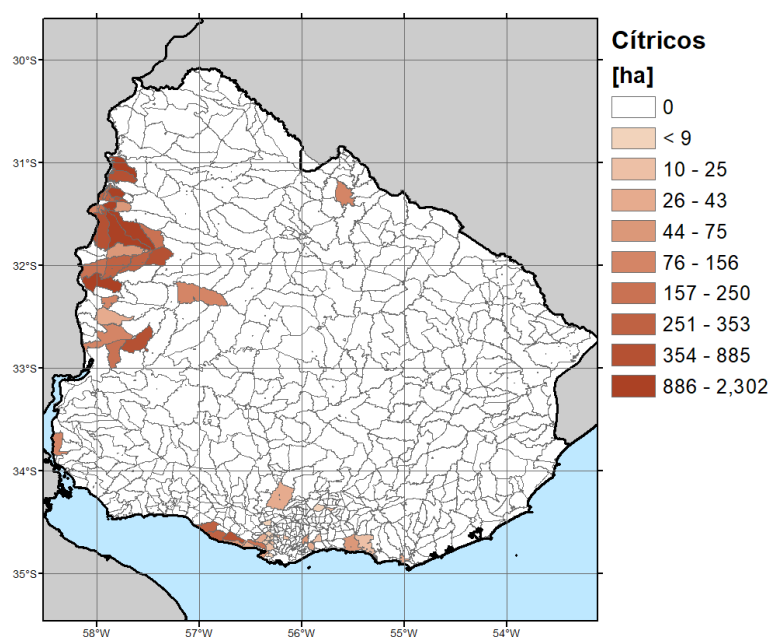 Cítricos
[ha]
0
< 9
10 - 25
26 - 43
44 - 75
76 - 156
157 - 250
251 - 353
354 - 885
886 - 2,302
30°S
31°S
32°S
33°S
34°S
35°S
58°W 57°W 56°W 55°W 54°W